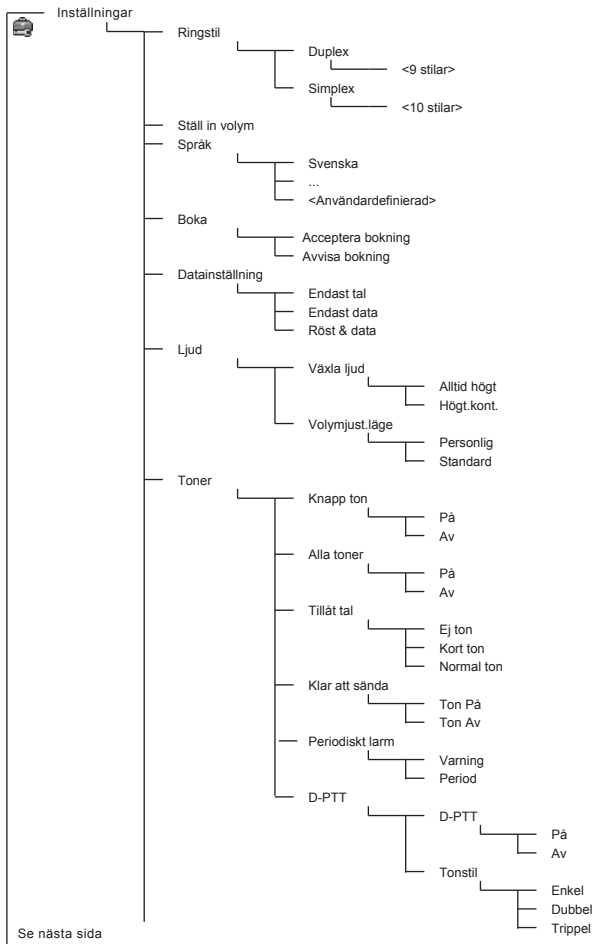 Inställningar
Ringstil
Duplex
<9 stilar>
Simplex
<10 stilar>
Ställ in volym
Språk
Svenska
...
<Användardefinierad>
Boka
Acceptera bokning
Avvisa bokning
Datainställning
Endast tal
Endast data
Röst & data
Ljud
Växla ljud
Alltid högt
Högt.kont.
Volymjust.läge
Personlig
Standard
Toner
Knapp ton
På
Av
Alla toner
På
Av
Tillåt tal
Ej ton
Kort ton
Normal ton
Klar att sända
Ton På
Ton Av
Periodiskt larm
Varning
Period
D-PTT
D-PTT
På
Av
Tonstil
Enkel
Dubbel
Trippel
Se nästa sida